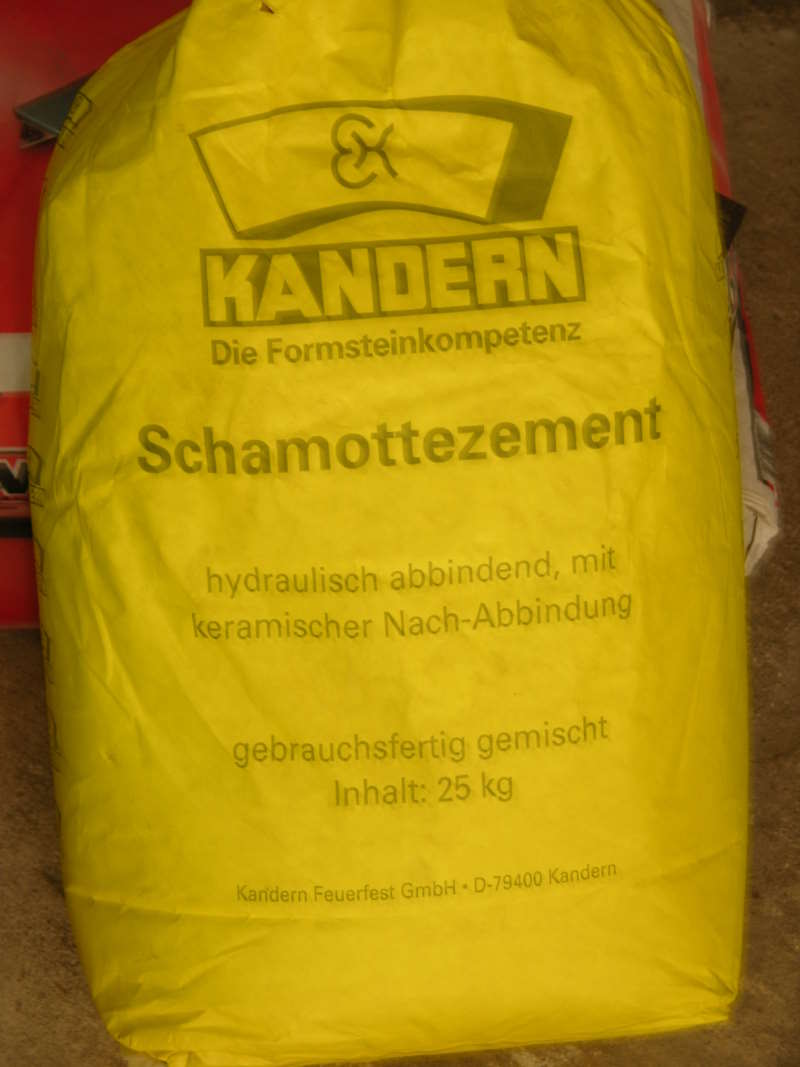 KANDERN
Die Formsteinkompetenz
Schamottezement
hydraulisch abbindend, mit
keramischer Nach-Abbindung
gebrauchsfertig gemischt
Inhalt: 25 kg
Kandern Feuerfest GmbH • D-79400 Kandern